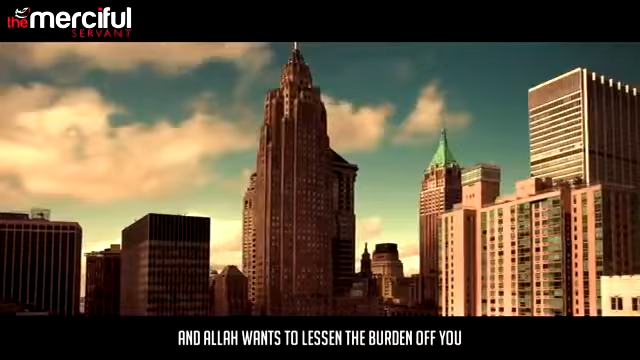 the merciful
SERVANT
AND ALLAH WANTS TO LESSEN THE BURDEN OFF YOU